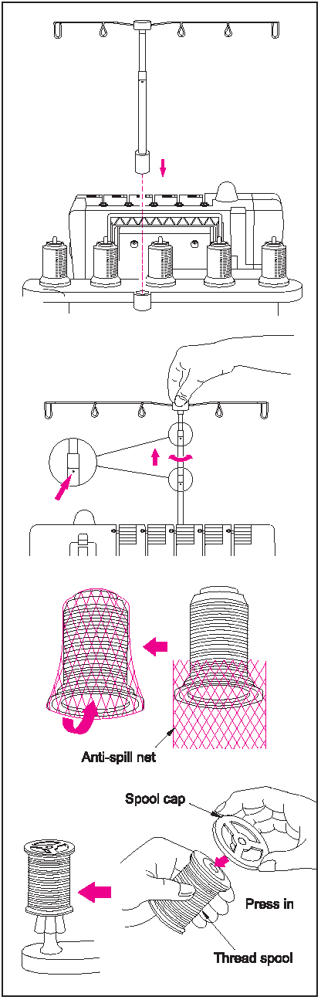 Anti-spill net
Spool cap
Press in
Thread spool